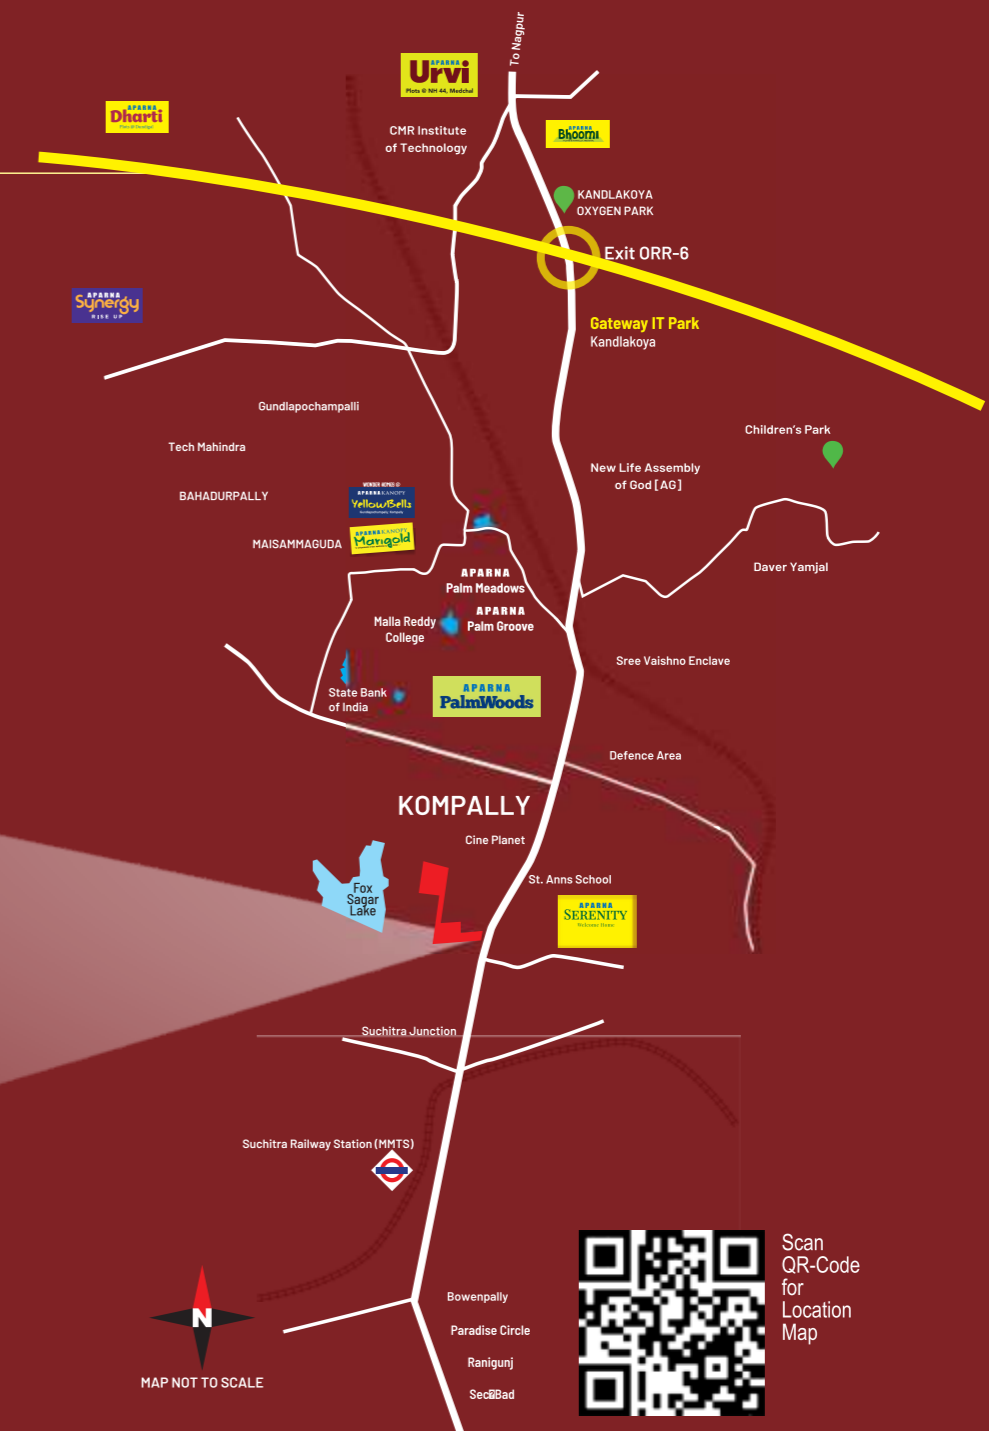 To Nagpur
APARNA
Urvi
Plots @ NH 44, Medchal
APARNA
Dharti
CMR Institute
of Technology
APARNA
Bhoomi
KANDLAKOYA
OXYGEN PARK
Exit ORR-6
APARNA
Synergy
RISE UP
Gateway IT Park
Kandlakoya
Gundlapochampalli
Children's Park
Tech Mahindra
New Life Assembly
of God [AG]
BAHADURPALLY
WONDER HOMES @
APARNA KANOPY
YellowBells
MAISAMMAGUDA
APARNA KANOPY
Marigold
Daver Yamjal
APARNA
Palm Meadows
APARNA
Palm Groove
Malla Reddy
College
Sree Vaishno Enclave
State Bank
of India
APARNA
PalmWoods
Defence Area
KOMPALLY
Cine Planet
St. Anns School
Fox
Sagar
Lake
APARNA
SERENITY
Welcome Home
Suchitra Junction
Suchitra Railway Station (MMTS)
N
MAP NOT TO SCALE
Bowenpally
Paradise Circle
Ranigunj
Scan
QR-Code
for
Location
Map